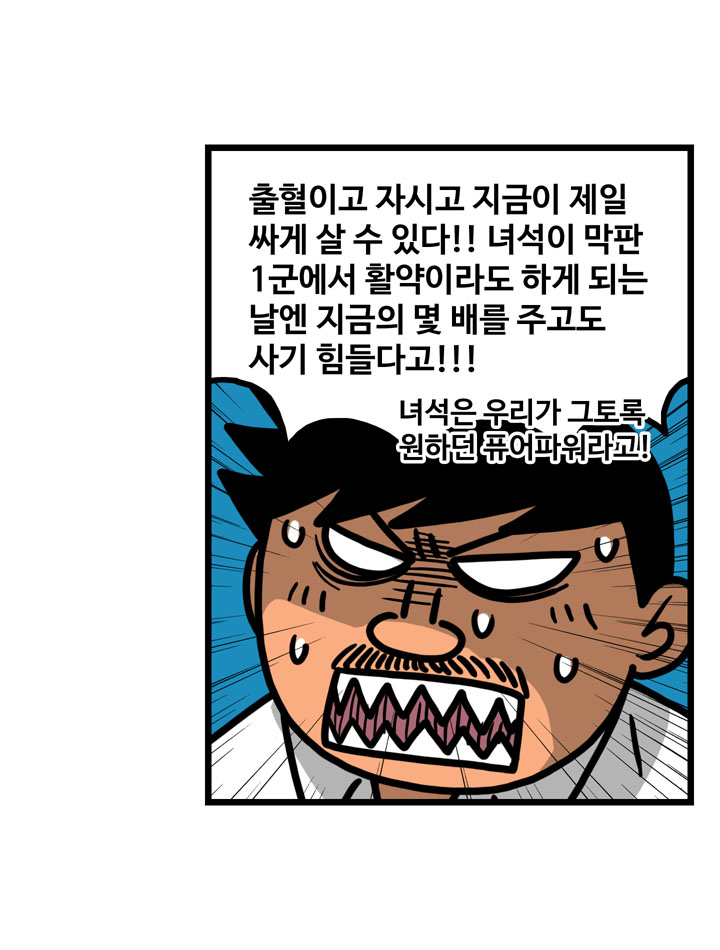 출혈이고 자시고 지금이 제일
싸게 살 수 있다!! 녀석이 막판
1군에서 활약이라도 하게 되는
날엔 지금의 몇 배를 주고도
사기 힘들다고!!!
녀석은 우리가 그토록
원하던 퓨어파워라고!